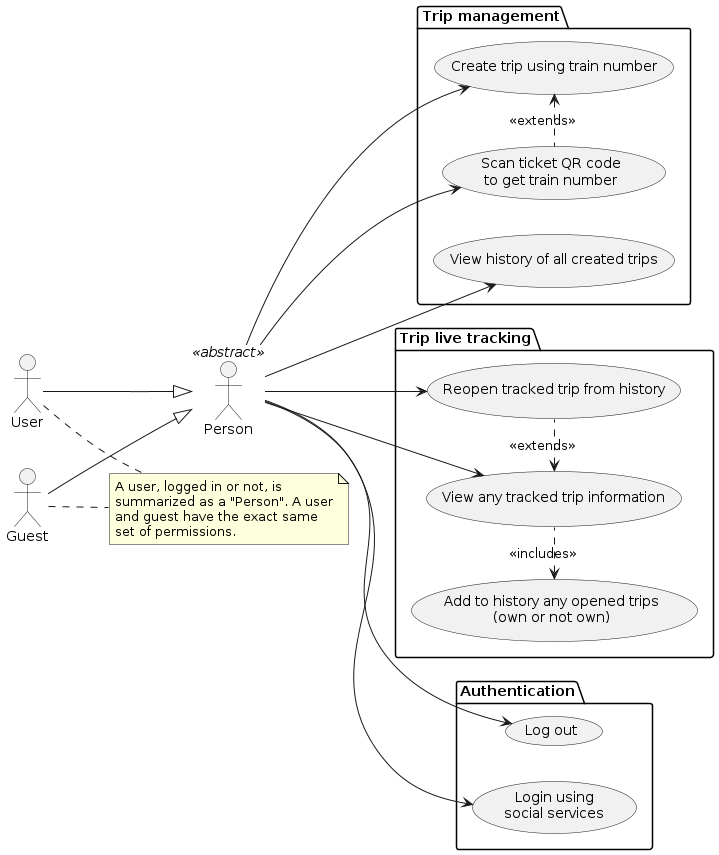 Trip management
Create trip using train number
«extends»
Scan ticket QR code
to get train number
View history of all created trips
Trip live tracking
Reopen tracked trip from history
«extends»
View any tracked trip information
«includes»
Add to history any opened trips
(own or not own)
Authentication
Log out
Login using
social services
«abstract»
Person
User
Guest
A user, logged in or not, is
summarized as a "Person". A user
and guest have the exact same
set of permissions.